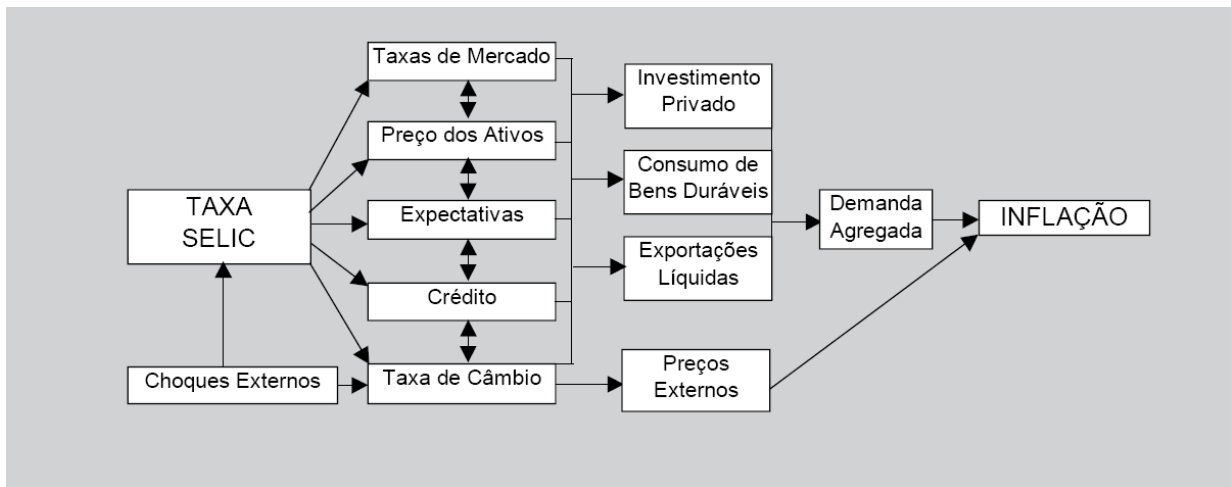 Taxas de Mercado
Preço dos Ativos
Expectativas
Crédito
Taxa de Câmbio
TAXA
SELIC
Choques Externos
Investimento
Privado
Consumo de
Bens Duráveis
Exportações
Líquidas
Preços
Externos
Demanda
Agregada
INFLAÇÃO